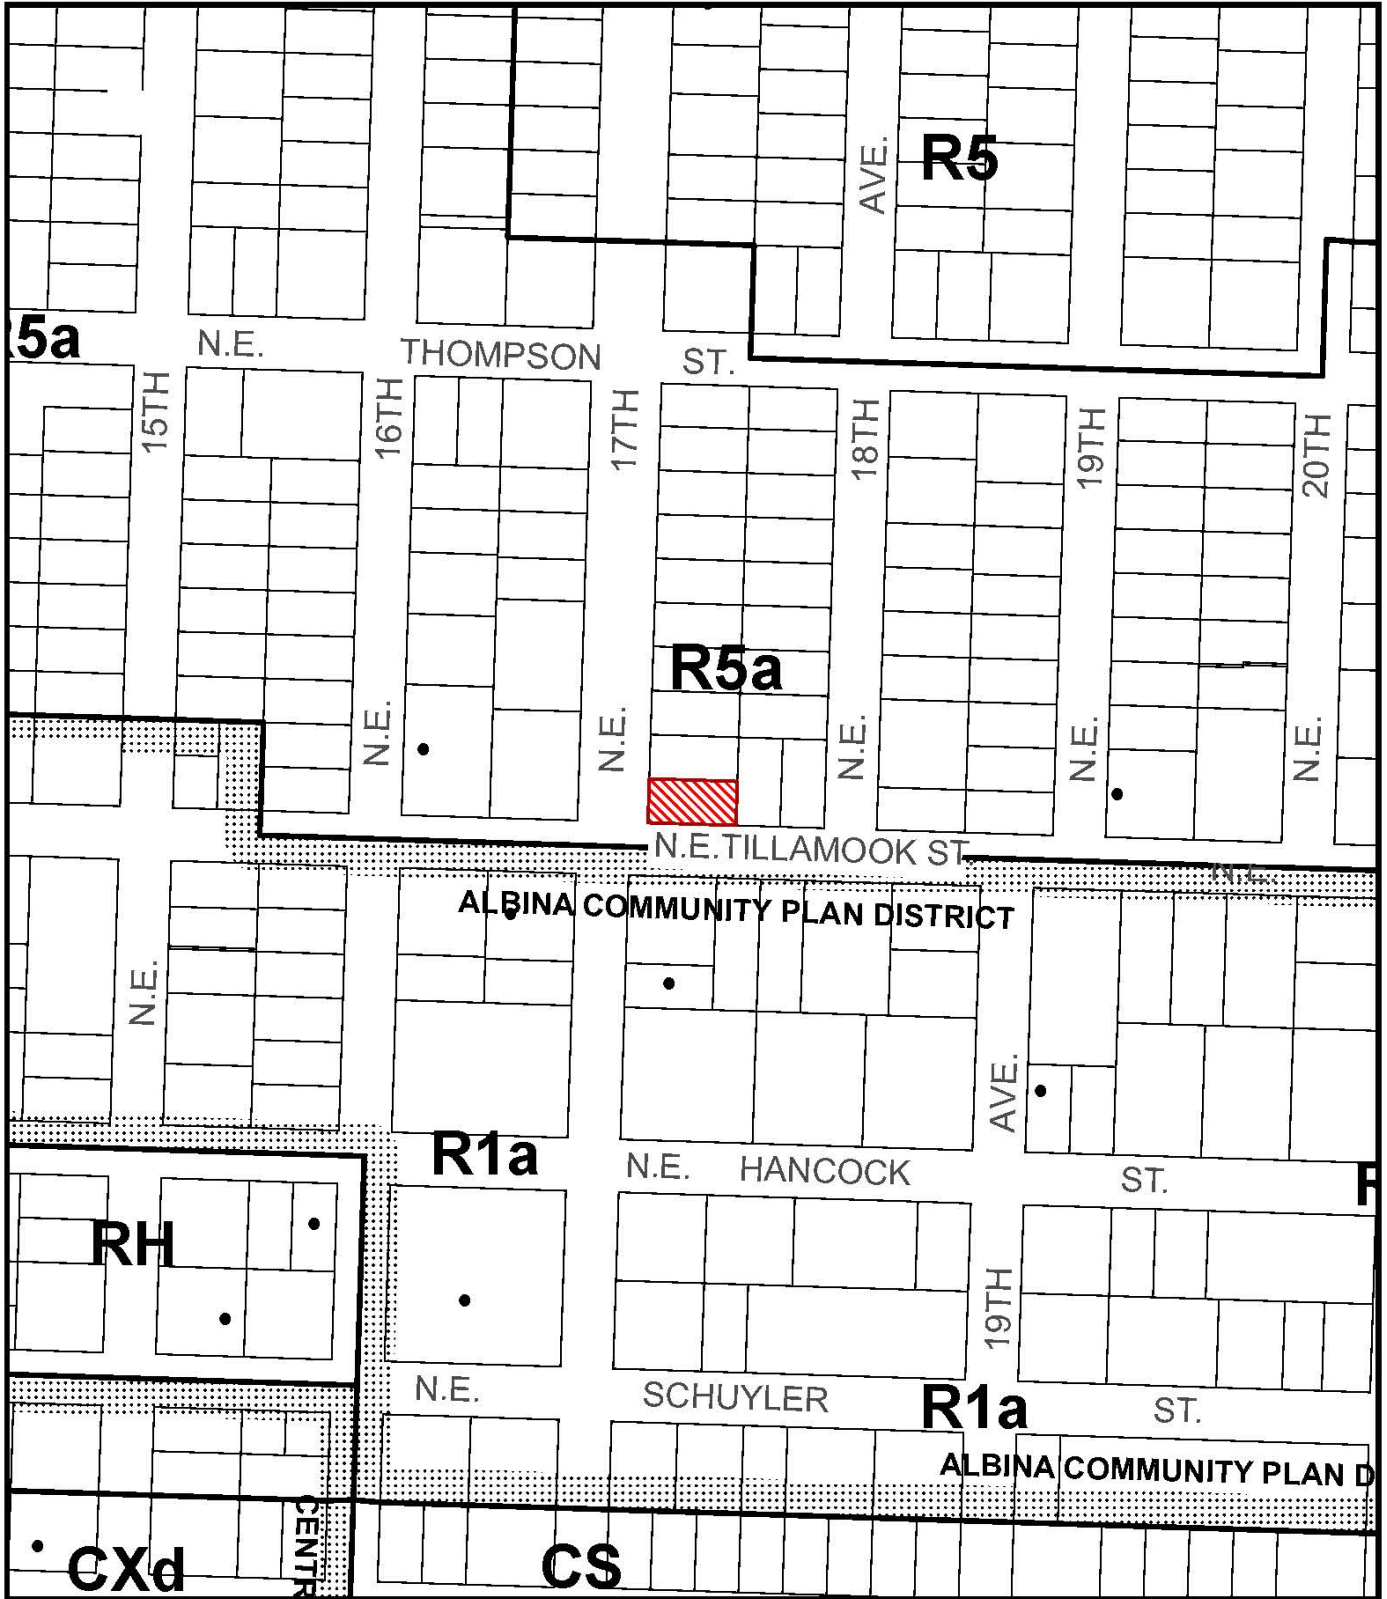 R5
AVE.
R5a
N.E.
THOMPSON
ST.
15TH
16TH
17TH
18TH
19TH
20TH
R5a
N.E.
N.E.
N.E.
N.E.
N.E.
N.E. TILLAMOOK ST.
N.E.
ALBINA COMMUNITY PLAN DISTRICT
N.E.
AVE.
R1a
N.E. HANCOCK
ST.
R
RH
19TH
N.E.
SCHUYLER
R1a
ST.
ALBINA COMMUNITY PLAN D
CENTR
CXd
CS